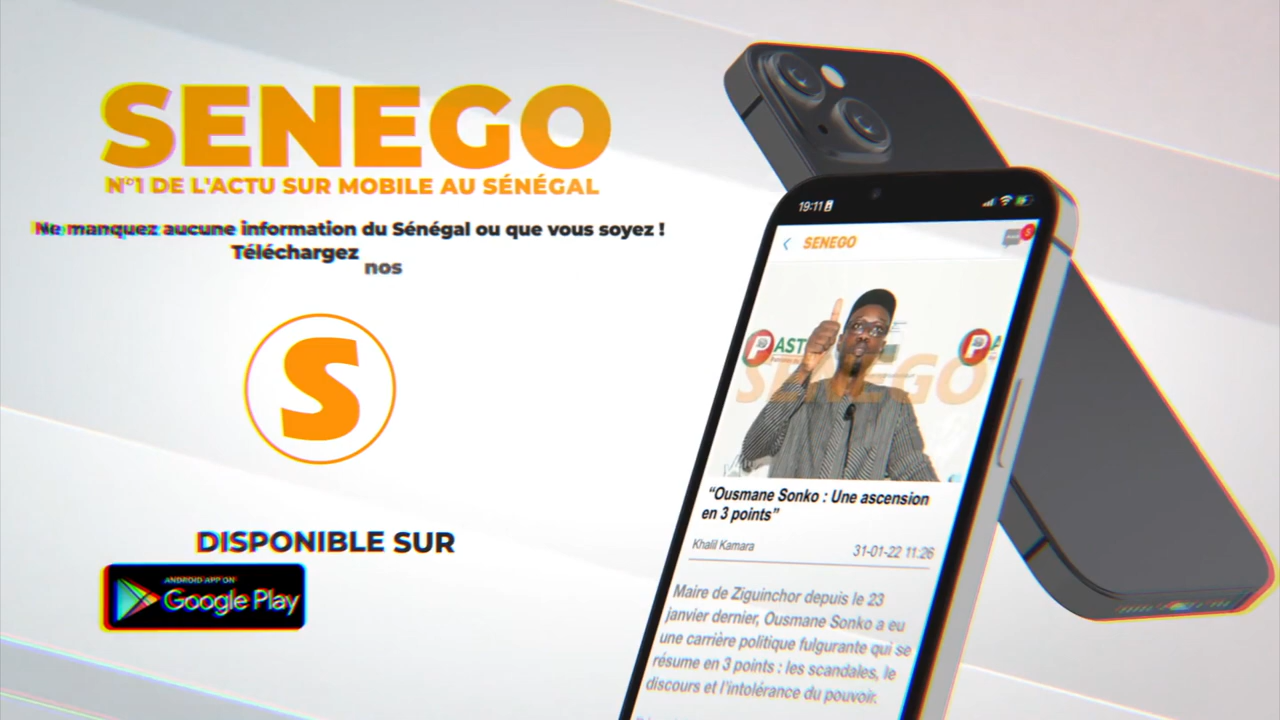 SENEGO
N°1 DE L'ACTU SUR MOBILE AU SÉNÉGAL
Ne manquez aucune information du Sénégal ou que vous soyez !
Téléchargez
nos
S
DISPONIBLE SUR
ANDROID APP ON
Google Play
19:11
SENEGO
PAST
PA
SENEGO
“Ousmane Sonko : Une ascension
en 3 points”
Khalil Kamara
31-01-22 11:26
Maire de Ziguinchor depuis le 23
janvier dernier, Ousmane Sonko a eu
une carrière politique fulgurante qui se
résume en 3 points : les scandales, le
discours et l'intolérance du pouvoir.